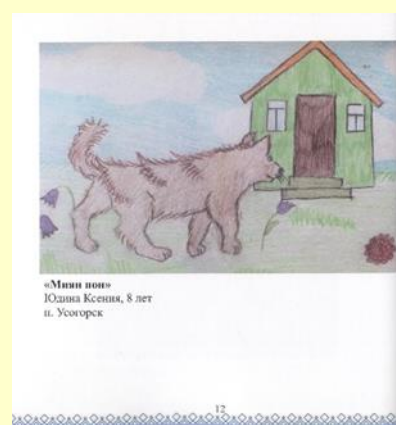 «Миян пон»
Юдина Ксения, 8 лет
п. Усогорск
12